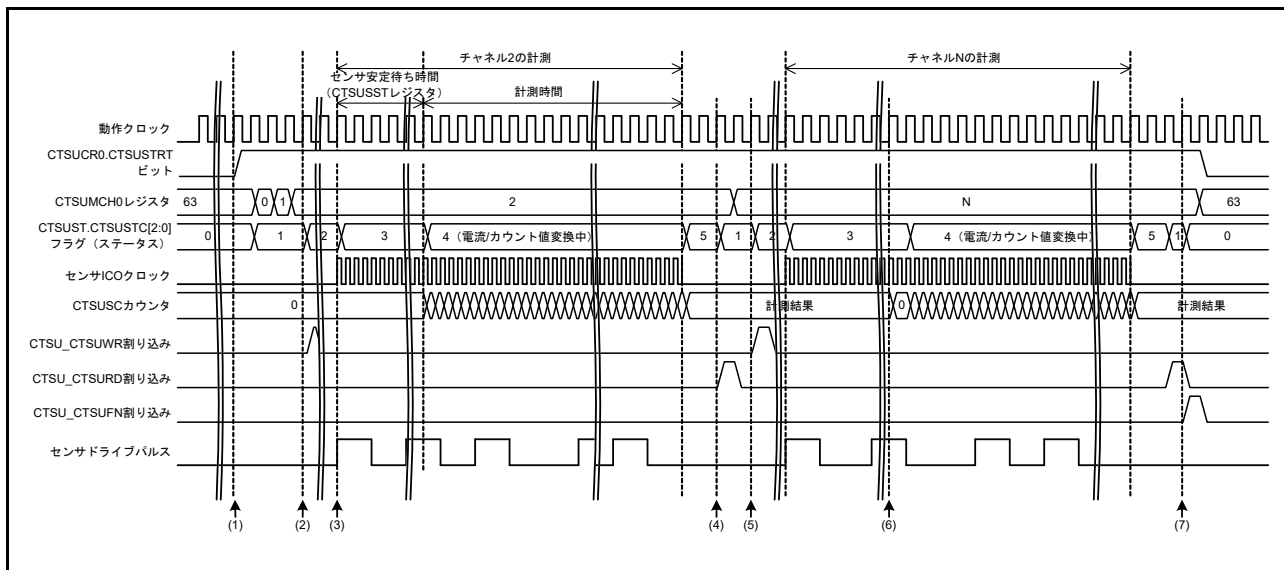 チャネル2の計測
チャネルNの計測
センサ安定待ち時間
(CTSUSSTレジスタ)
計測時間
動作クロック
CTSUCR0.CTSUSTRT
ビット
CTSUMCH0レジスタ
63 0 1 2 N 63
CTSUST.CTSUSTC[2:0]
フラグ(ステータス)
0 1 2 3 4(電流/カウント値変換中) 5 1 2 3 4(電流/カウント値変換中) 5 1 0
センサICOクロック
CTSUSCカウンタ
0 計測結果 0 計測結果
CTSU_CTSUWR割り込み
CTSU_CTSURD割り込み
CTSU_CTSUFN割り込み
センサドライブパルス
(1) (2) (3) (4) (5) (6) (7)